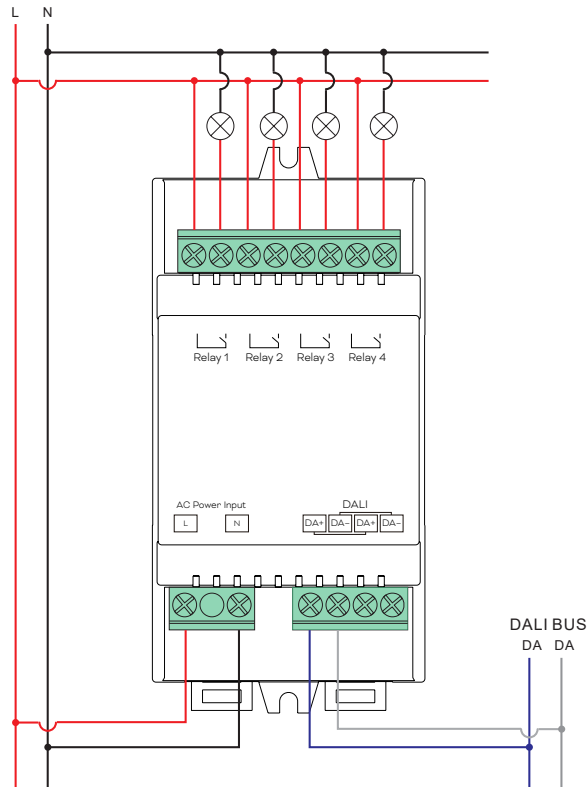 L N
Relay 1 Relay 2 Relay 3 Relay 4
AC Power Input DALI
L N DA+ DA- DA+ DA-
DALI BUS
DA DA